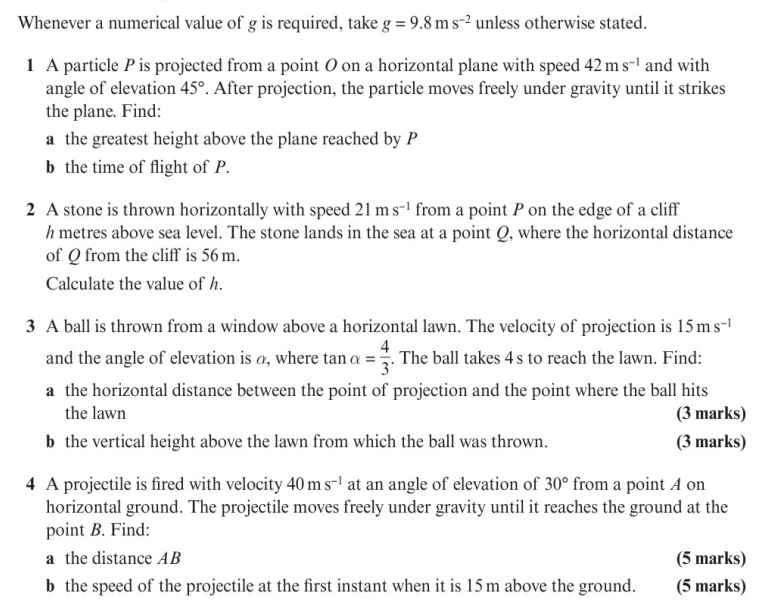 Whenever a numerical value of g is required, take g = 9.8 m s⁻² unless otherwise stated.
1 A particle P is projected from a point O on a horizontal plane with speed 42 m s⁻¹ and with
angle of elevation 45°. After projection, the particle moves freely under gravity until it strikes
the plane. Find:
a the greatest height above the plane reached by P
b the time of flight of P.
2 A stone is thrown horizontally with speed 21 m s⁻¹ from a point P on the edge of a cliff
h metres above sea level. The stone lands in the sea at a point Q, where the horizontal distance
of Q from the cliff is 56 m.
Calculate the value of h.
3 A ball is thrown from a window above a horizontal lawn. The velocity of projection is 15 m s⁻¹
and the angle of elevation is α, where tan α = 4/3. The ball takes 4 s to reach the lawn. Find:
a the horizontal distance between the point of projection and the point where the ball hits
the lawn (3 marks)
b the vertical height above the lawn from which the ball was thrown. (3 marks)
4 A projectile is fired with velocity 40 m s⁻¹ at an angle of elevation of 30° from a point A on
horizontal ground. The projectile moves freely under gravity until it reaches the ground at the
point B. Find:
a the distance AB (5 marks)
b the speed of the projectile at the first instant when it is 15 m above the ground. (5 marks)